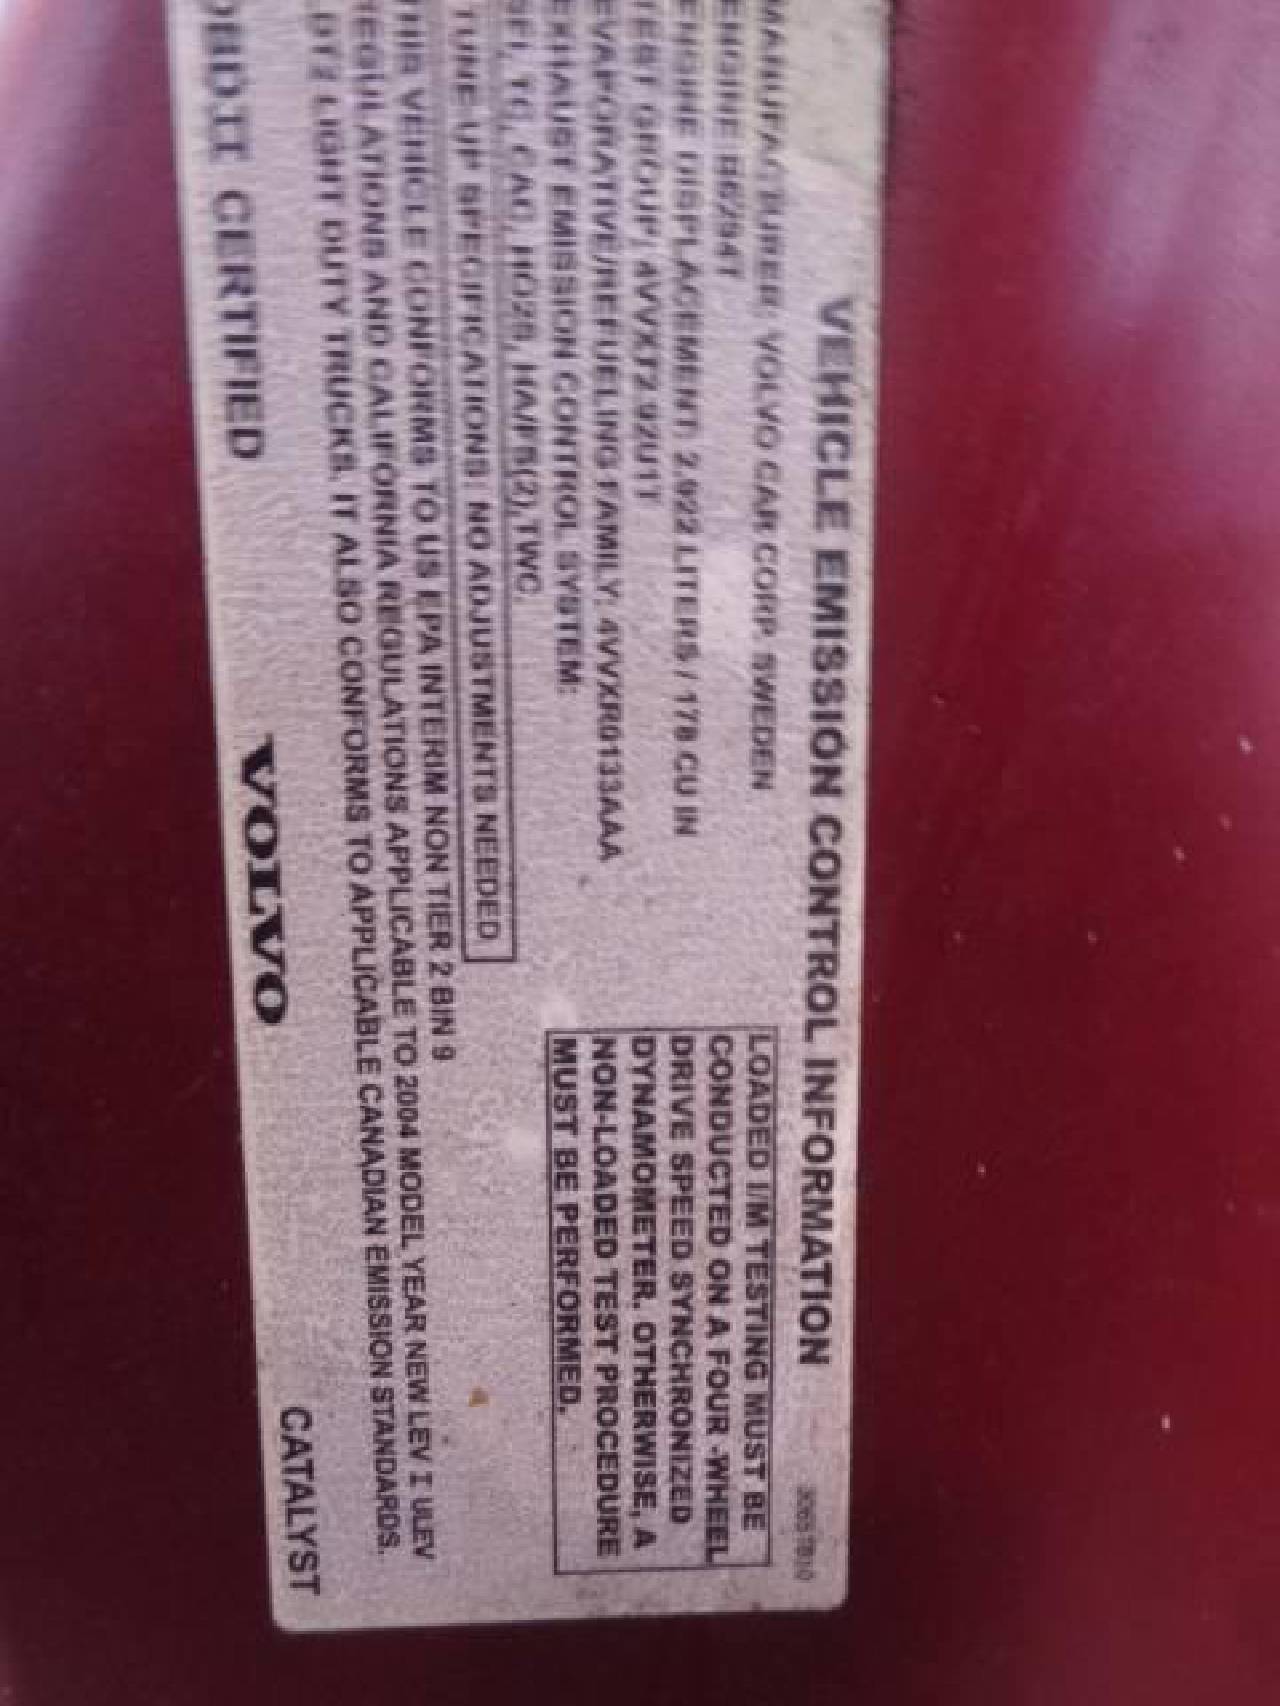 VEHICLE EMISSION CONTROL INFORMATION
30657810
MANUFACTURER: VOLVO CAR CORP. SWEDEN
ENGINE B6294T
ENGINE DISPLACEMENT: 2.922 LITERS / 178 CU IN
TEST GROUP: 4VVXT2.92U1T
EVAPORATIVE/REFUELING FAMILY: 4VVXR0133AAA
EXHAUST EMISSION CONTROL SYSTEM:
SFI, TC, CAC, HO2S, HA/FS(2),TWC.
TUNE-UP SPECIFICATIONS: NO ADJUSTMENTS NEEDED
LOADED I/M TESTING MUST BE
CONDUCTED ON A FOUR -WHEEL
DRIVE SPEED SYNCHRONIZED
DYNAMOMETER. OTHERWISE, A
NON-LOADED TEST PROCEDURE
MUST BE PERFORMED.
THIS VEHICLE CONFORMS TO US EPA INTERIM NON TIER 2 BIN 9
REGULATIONS AND CALIFORNIA REGULATIONS APPLICABLE TO 2004 MODEL YEAR NEW LEV I ULEV
LDT2 LIGHT DUTY TRUCKS. IT ALSO CONFORMS TO APPLICABLE CANADIAN EMISSION STANDARDS.
OBDII CERTIFIED
VOLVO
CATALYST